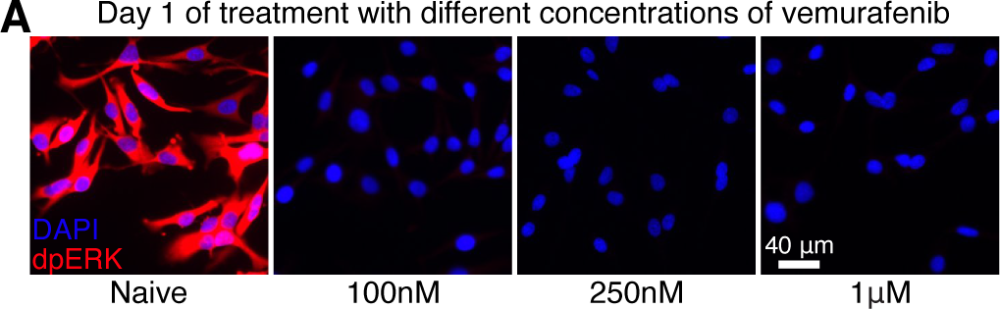 A
Day 1 of treatment with different concentrations of vemurafenib
DAPI
dpERK
40 µm
Naive
100nM
250nM
1µM